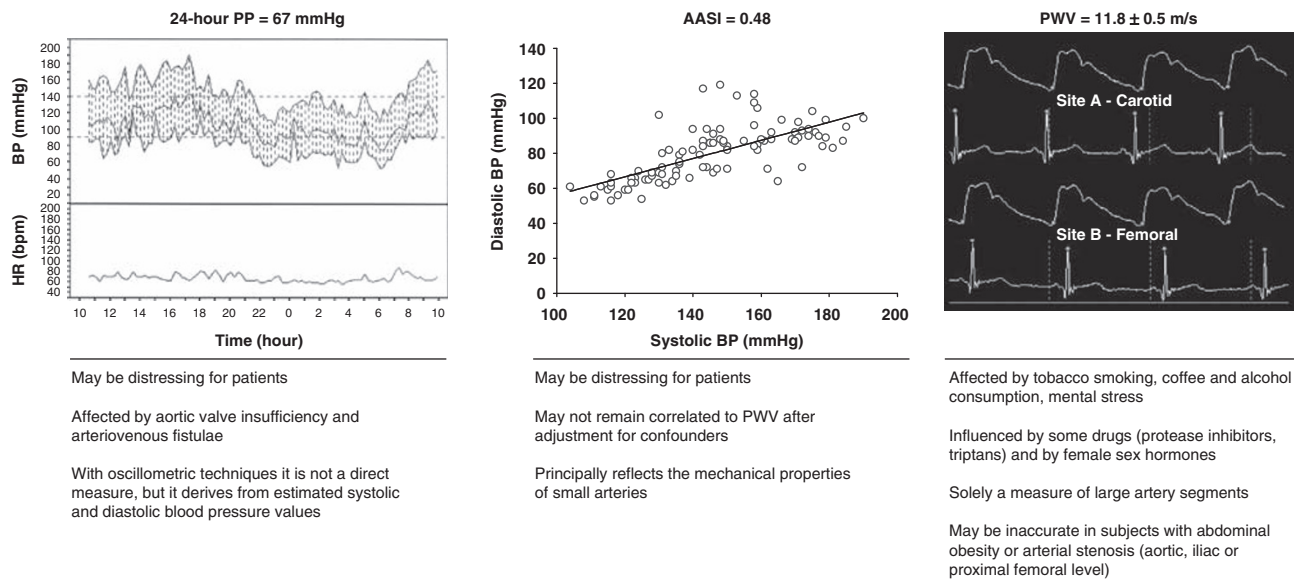 24-hour PP = 67 mmHg
BP (mmHg)
200
180
160
140
120
100
80
60
40
20
HR (bpm)
200
180
160
140
120
100
80
60
40
10 12 14 16 18 20 22 0 2 4 6 8 10
Time (hour)
May be distressing for patients
Affected by aortic valve insufficiency and
arteriovenous fistulae
With oscillometric techniques it is not a direct
measure, but it derives from estimated systolic
and diastolic blood pressure values
AASI = 0.48
Diastolic BP (mmHg)
140
120
100
80
60
40
20
0
100 120 140 160 180 200
Systolic BP (mmHg)
May be distressing for patients
May not remain correlated to PWV after
adjustment for confounders
Principally reflects the mechanical properties
of small arteries
PWV = 11.8 ± 0.5 m/s
Site A - Carotid
Site B - Femoral
Affected by tobacco smoking, coffee and alcohol
consumption, mental stress
Influenced by some drugs (protease inhibitors,
triptans) and by female sex hormones
Solely a measure of large artery segments
May be inaccurate in subjects with abdominal
obesity or arterial stenosis (aortic, iliac or
proximal femoral level)